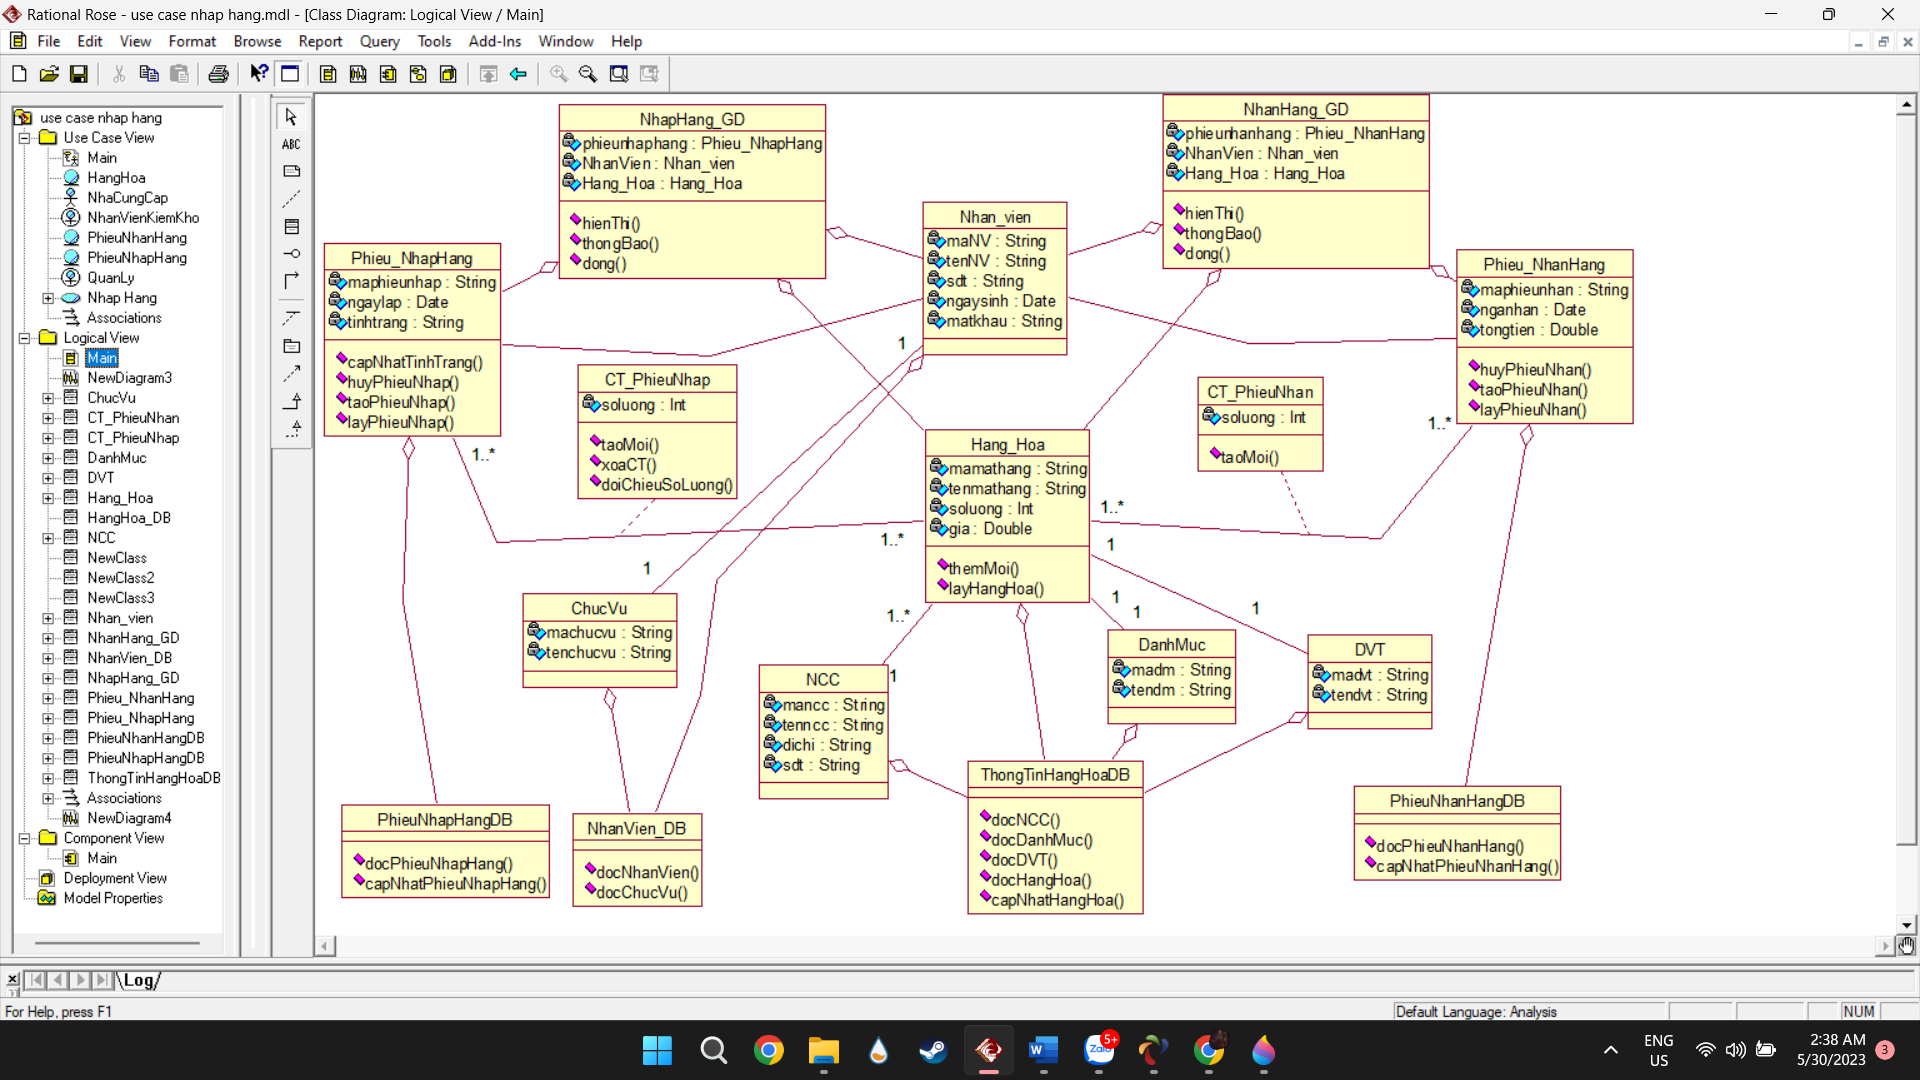 Rational Rose - use case nhap hang.mdl - [Class Diagram: Logical View / Main]
File Edit View Format Browse Report Query Tools Add-Ins Window Help
use case nhap hang
Use Case View
Main
HangHoa
NhaCungCap
NhanVienKiemKho
PhieuNhanHang
PhieuNhapHang
QuanLy
Nhap Hang
Associations
Logical View
Main
NewDiagram3
ChucVu
CT_PhieuNhan
CT_PhieuNhap
DanhMuc
DVT
Hang_Hoa
HangHoa_DB
NCC
NewClass
NewClass2
NewClass3
Nhan_vien
NhanHang_GD
NhanVien_DB
NhapHang_GD
Phieu_NhanHang
Phieu_NhapHang
PhieuNhanHangDB
PhieuNhapHangDB
ThongTinHangHoaDB
Associations
NewDiagram4
Component View
Main
Deployment View
Model Properties
ABC
NhapHang_GD
phieunhaphang : Phieu_NhapHang
NhanVien : Nhan_vien
Hang_Hoa : Hang_Hoa
hienThi()
thongBao()
dong()
NhanHang_GD
phieunhanhang : Phieu_NhanHang
NhanVien : Nhan_vien
Hang_Hoa : Hang_Hoa
hienThi()
thongBao()
dong()
Nhan_vien
maNV : String
tenNV : String
sdt : String
ngaysinh : Date
matkhau : String
Phieu_NhapHang
maphieunhap : String
ngaylap : Date
tinhtrang : String
capNhatTinhTrang()
huyPhieuNhap()
taoPhieuNhap()
layPhieuNhap()
Phieu_NhanHang
maphieunhan : String
nganhan : Date
tongtien : Double
huyPhieuNhan()
taoPhieuNhan()
layPhieuNhan()
1
CT_PhieuNhap
soluong : Int
taoMoi()
xoaCT()
doiChieuSoLuong()
CT_PhieuNhan
soluong : Int
taoMoi()
1..*
1..*
Hang_Hoa
mamathang : String
tenmathang : String
soluong : Int
gia : Double
themMoi()
layHangHoa()
1..*
1..*
1
1
1..*
1
1
1
1
ChucVu
machucvu : String
tenchucvu : String
NCC
mancc : String
tenncc : String
dichi : String
sdt : String
DanhMuc
madm : String
tendm : String
DVT
madvt : String
tendvt : String
ThongTinHangHoaDB
docNCC()
docDanhMuc()
docDVT()
docHangHoa()
capNhatHangHoa()
PhieuNhapHangDB
docPhieuNhapHang()
capNhatPhieuNhapHang()
NhanVien_DB
docNhanVien()
docChucVu()
PhieuNhanHangDB
docPhieuNhanHang()
capNhatPhieuNhanHang()
\Log/
For Help, press F1
Default Language: Analysis
NUM
Zalo
5+
ENG
US
2:38 AM
5/30/2023
3